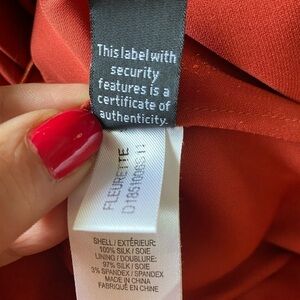 This label with
security
features is a
certificate of
authenticity.
FLEURETTE
SHELL/EXTÉRIEUR:
100% SILK/SOIE
LINING/DOUBLURE:
97% SILK/SOIE
3% SPANDEX/SPANDEX
MADE IN CHINA
FABRIQUÉ EN CHINE